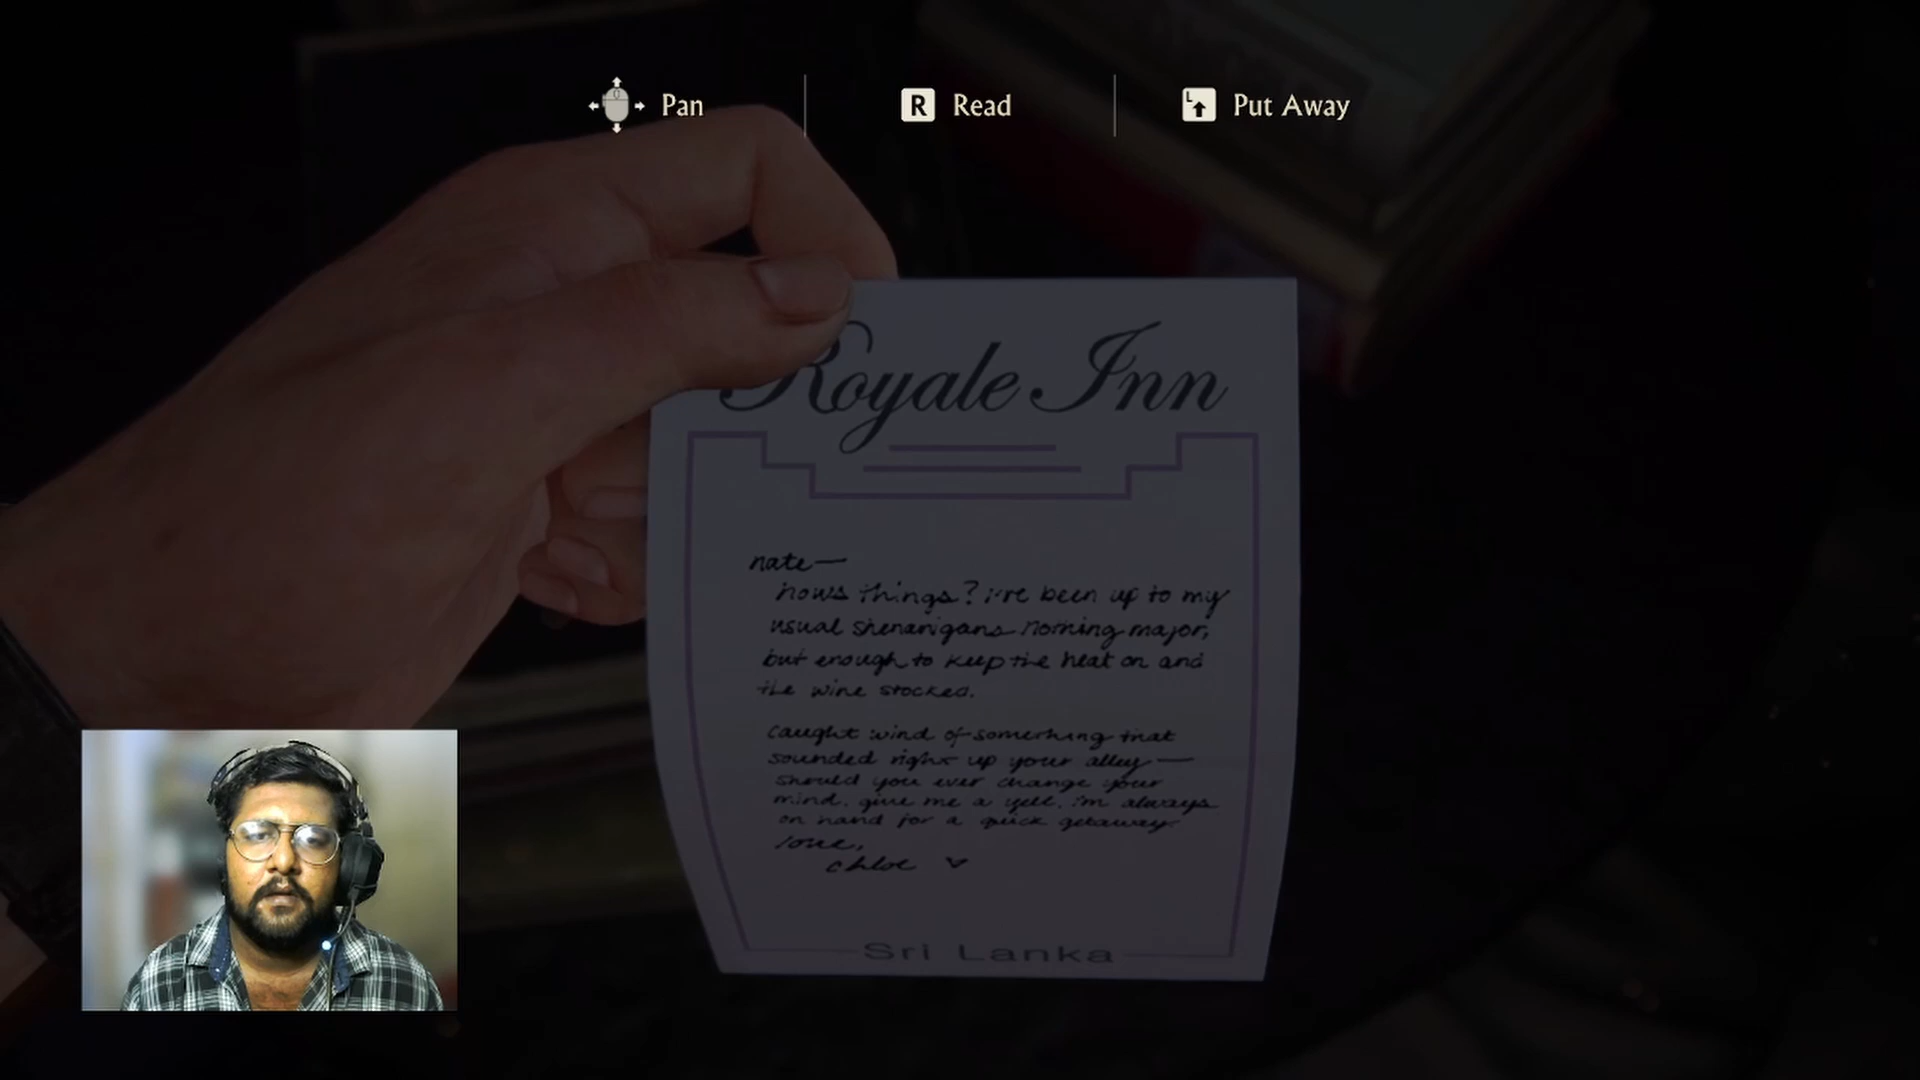 Pan
R Read
L Put Away
Royale Inn
nate—
hows things? i've been up to my
usual shenanigans. nothing major,
but enough to keep the heat on and
the wine stocked.
caught wind of something that
sounded right up your alley—
should you ever change your
mind, give me a yell. i'm always
on hand for a quick getaway.
love,
chloe
Sri Lanka